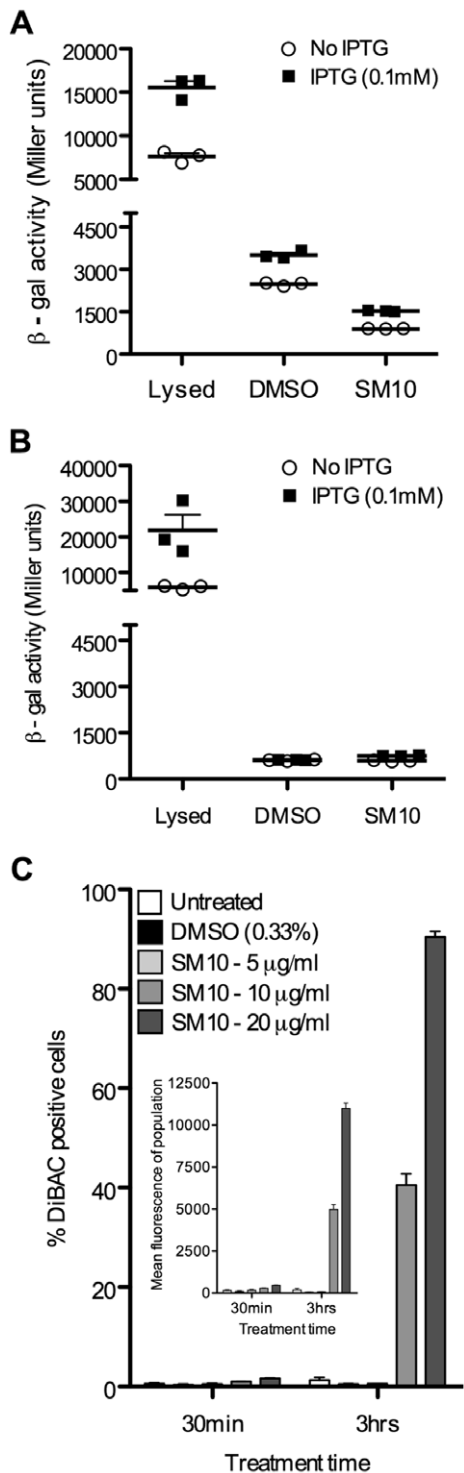 A
β - gal activity (Miller units)
20000
15000
10000
5000
4500
3000
1500
0
No IPTG
IPTG (0.1mM)
Lysed DMSO SM10
B
β - gal activity (Miller units)
40000
30000
20000
10000
4500
3000
1500
0
No IPTG
IPTG (0.1mM)
Lysed DMSO SM10
C
% DiBAC positive cells
100
80
60
40
20
0
Untreated
DMSO (0.33%)
SM10 - 5 μg/ml
SM10 - 10 μg/ml
SM10 - 20 μg/ml
Mean fluorescence of population
12500
10000
7500
5000
2500
0
30min 3hrs
Treatment time
30min 3hrs
Treatment time